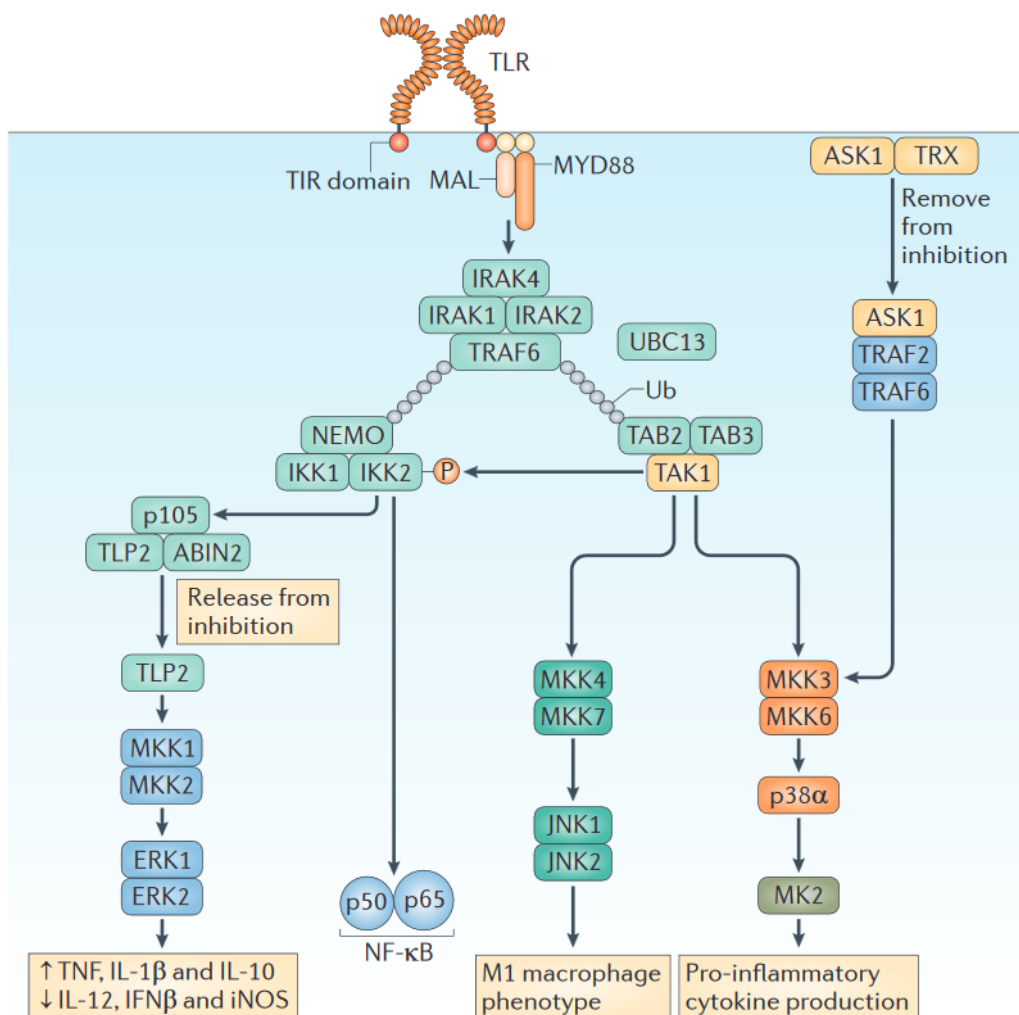 TLR
TIR domain
MAL
MYD88
ASK1 TRX
Remove
from
inhibition
IRAK4
IRAK1 IRAK2
TRAF6
UBC13
ASK1
TRAF2
TRAF6
Ub
NEMO
IKK1 IKK2 P
TAB2 TAB3
TAK1
p105
TLP2 ABIN2
Release from
inhibition
TLP2
MKK1
MKK2
ERK1
ERK2
↑ TNF, IL-1β and IL-10
↓ IL-12, IFNβ and iNOS
p50 p65
NF-κB
MKK4
MKK7
JNK1
JNK2
M1 macrophage
phenotype
MKK3
MKK6
p38α
MK2
Pro-inflammatory
cytokine production